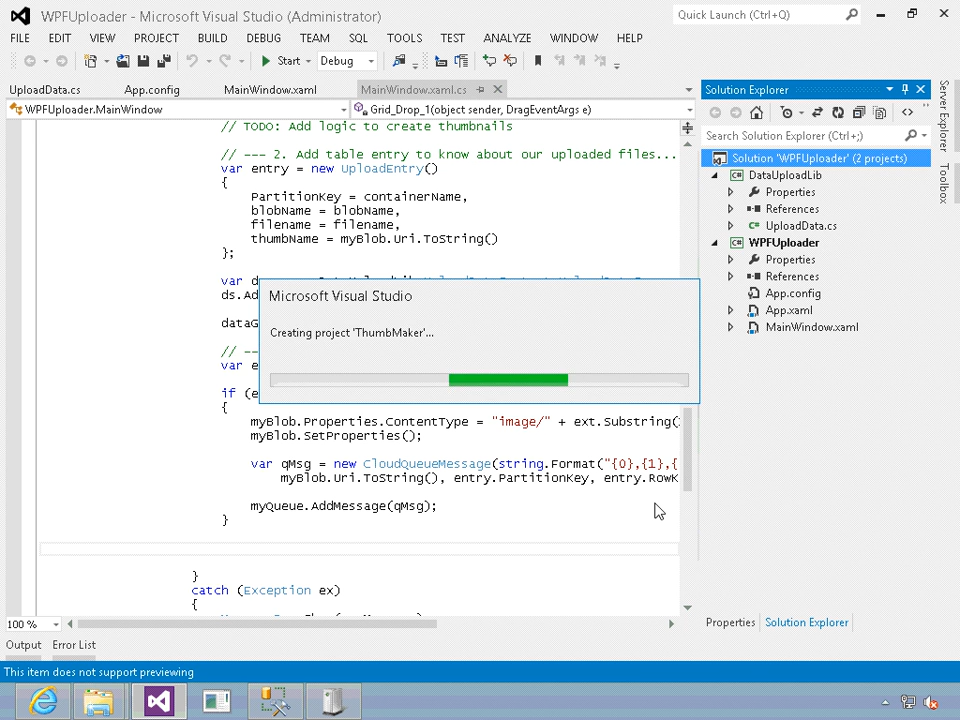 WPFUploader - Microsoft Visual Studio (Administrator)
Quick Launch (Ctrl+Q)
FILE EDIT VIEW PROJECT BUILD DEBUG TEAM SQL TOOLS TEST ANALYZE WINDOW HELP
Start Debug
UploadData.cs App.config MainWindow.xaml MainWindow.xaml.cs
WPFUploader.MainWindow Grid_Drop_1(object sender, DragEventArgs e)
// TODO: Add logic to create thumbnails
// --- 2. Add table entry to know about our uploaded files...
var entry = new UploadEntry()
{
PartitionKey = containerName,
blobName = blobName,
filename = filename,
thumbName = myBlob.Uri.ToString()
};
var d
ds.Ad
dataG
// --
var e
if (e
{
myBlob.Properties.ContentType = "image/" + ext.Substring(
myBlob.SetProperties();
var qMsg = new CloudQueueMessage(string.Format("{0},{1},{
myBlob.Uri.ToString(), entry.PartitionKey, entry.RowK
myQueue.AddMessage(qMsg);
}
}
catch (Exception ex)
{
100 %
Output Error List
Microsoft Visual Studio
Creating project 'ThumbMaker'...
Solution Explorer
Search Solution Explorer (Ctrl+;)
Solution 'WPFUploader' (2 projects)
DataUploadLib
Properties
References
UploadData.cs
WPFUploader
Properties
References
App.config
App.xaml
MainWindow.xaml
Properties Solution Explorer
Server Explorer
Toolbox
This item does not support previewing